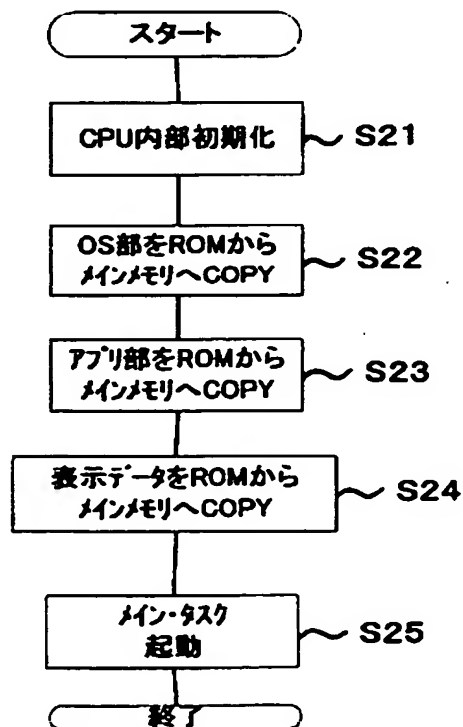 スタート
CPU内部初期化
S21
OS部をROMから
メインメモリへCOPY
S22
アプリ部をROMから
メインメモリへCOPY
S23
表示データをROMから
メインメモリへCOPY
S24
メイン・タスク
起動
S25
終了